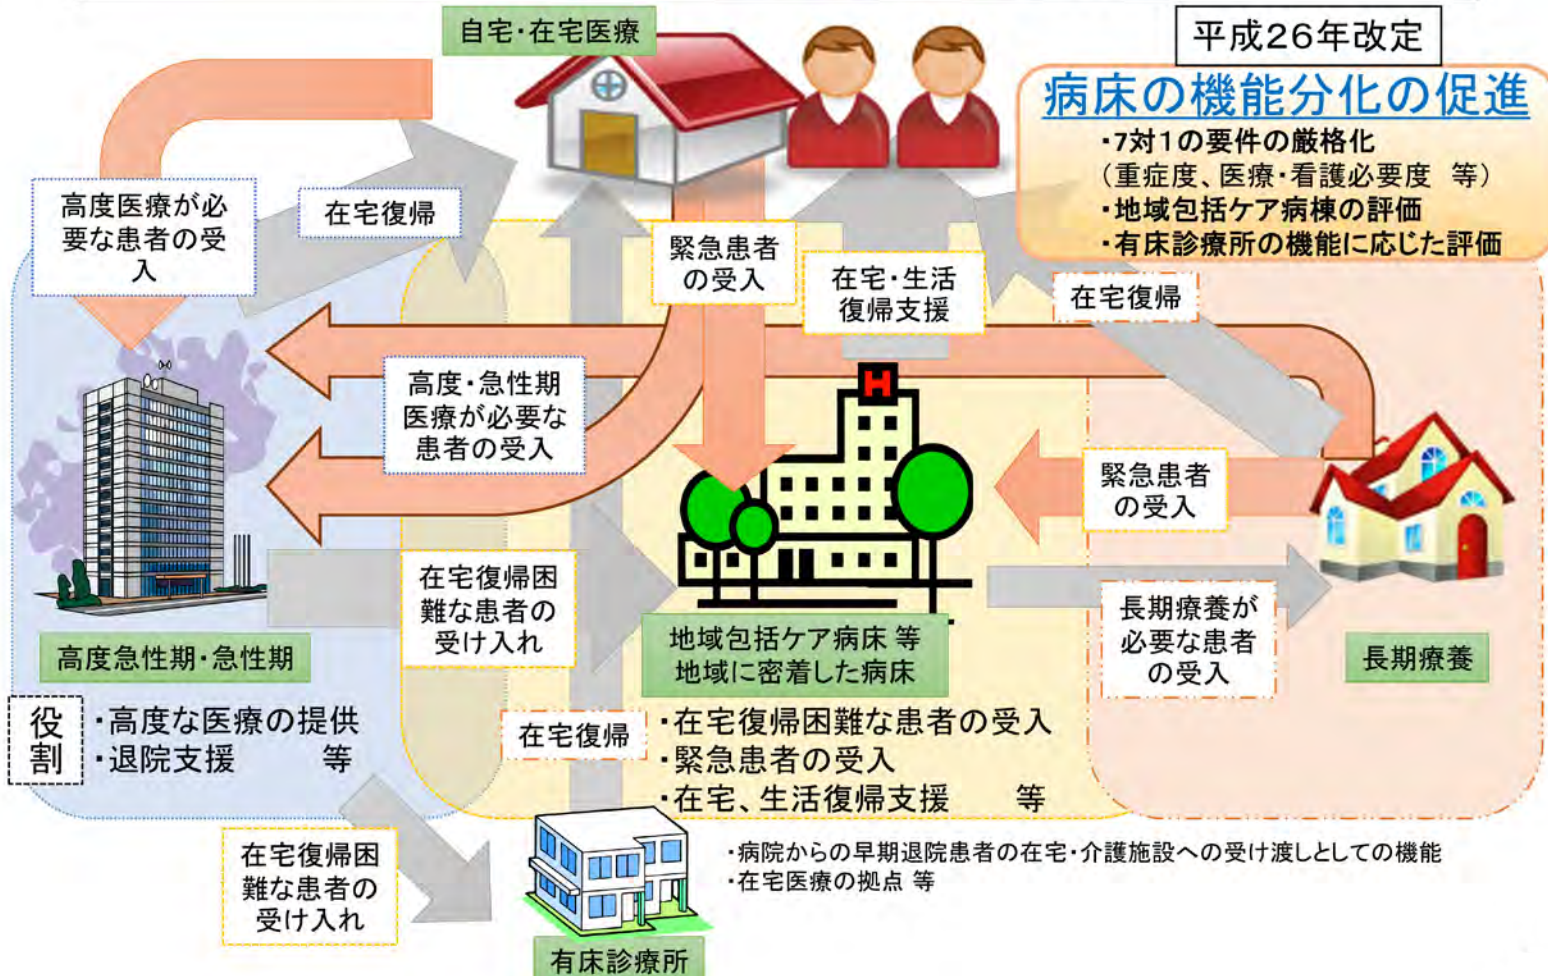 自宅・在宅医療
平成26年改定
病床の機能分化の促進
・7対1の要件の厳格化
（重症度、医療・看護必要度 等）
・地域包括ケア病棟の評価
・有床診療所の機能に応じた評価
高度医療が必
要な患者の受
入
在宅復帰
緊急患者
の受入
在宅・生活
復帰支援
在宅復帰
高度・急性期
医療が必要な
患者の受入
H
緊急患者
の受入
在宅復帰困
難な患者の
受け入れ
長期療養が
必要な患者
の受入
高度急性期・急性期
地域包括ケア病床 等
地域に密着した病床
長期療養
役
割
・高度な医療の提供
・退院支援 等
在宅復帰
・在宅復帰困難な患者の受入
・緊急患者の受入
・在宅、生活復帰支援 等
在宅復帰困
難な患者の
受け入れ
・病院からの早期退院患者の在宅・介護施設への受け渡しとしての機能
・在宅医療の拠点 等
有床診療所